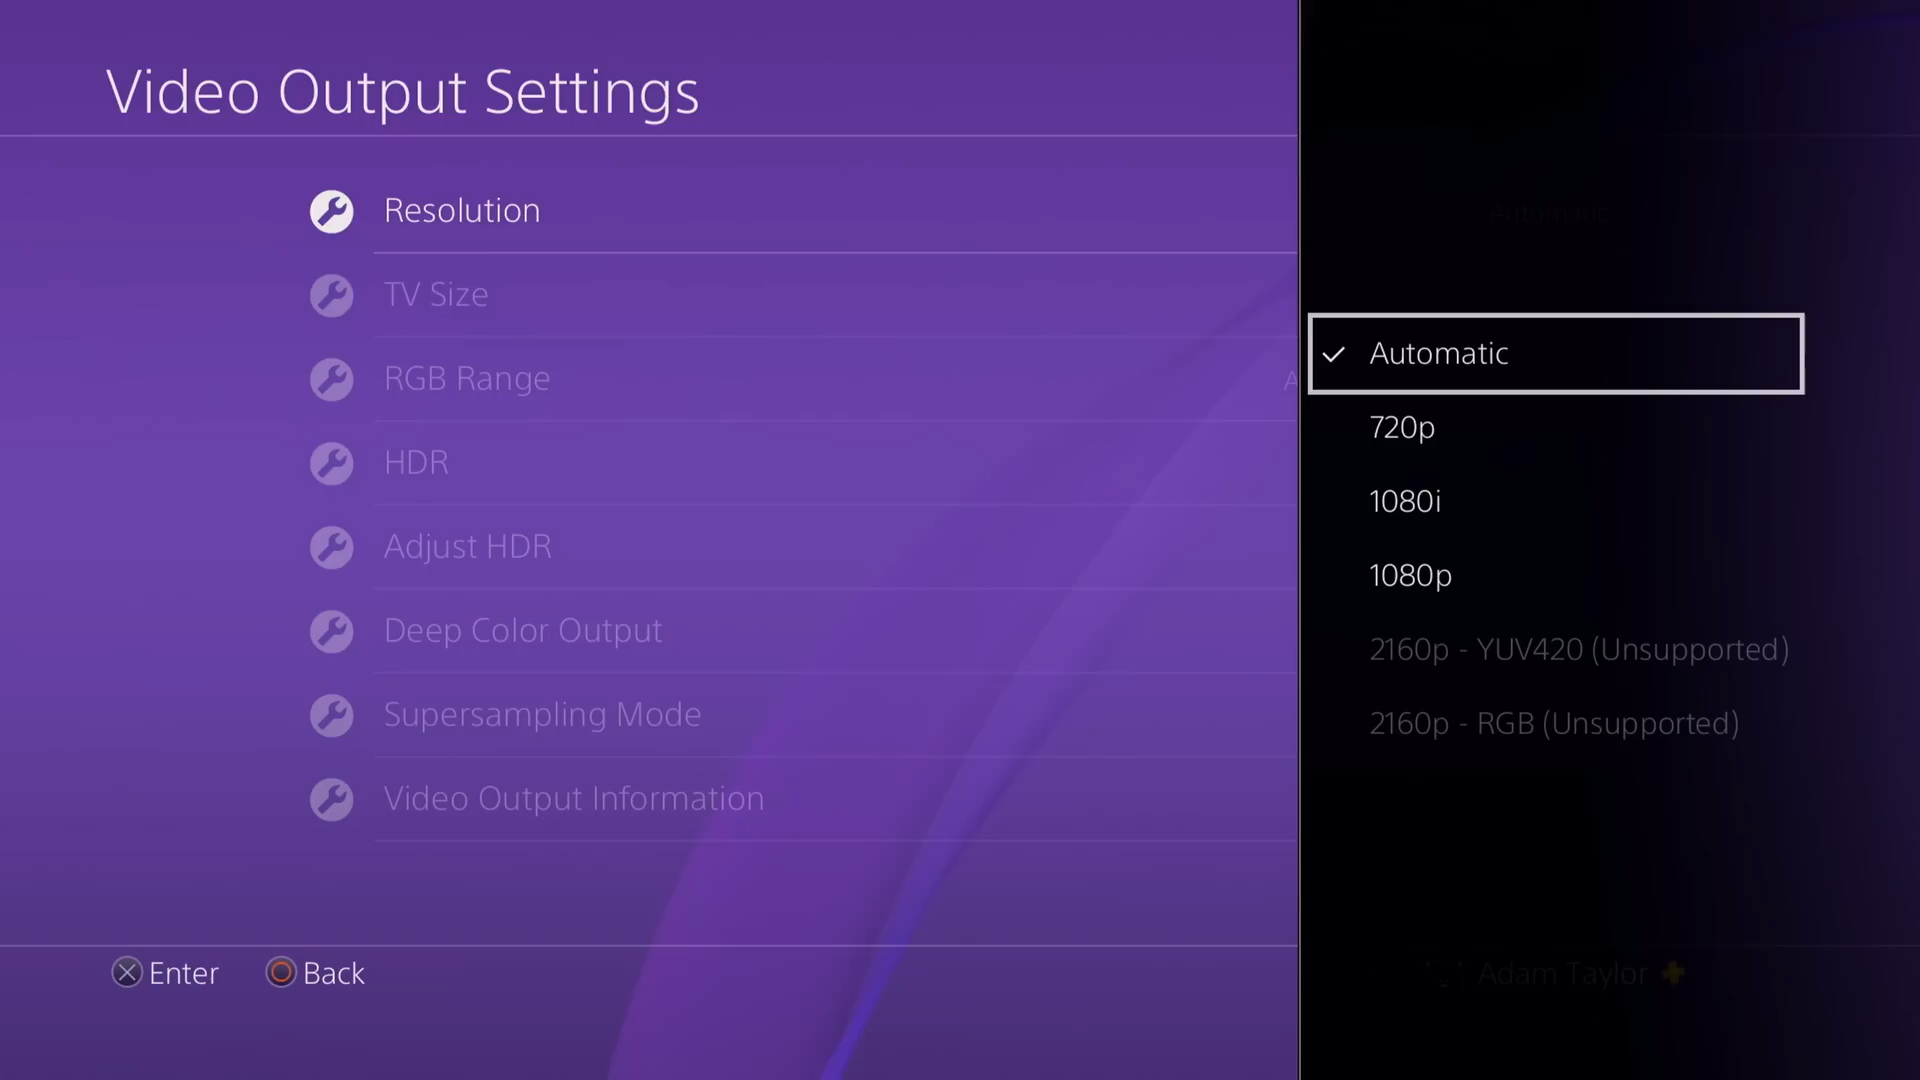 Video Output Settings
Resolution
TV Size
RGB Range
HDR
Adjust HDR
Deep Color Output
Supersampling Mode
Video Output Information
Enter
Back
Automatic
Automatic
720p
1080i
1080p
2160p - YUV420 (Unsupported)
2160p - RGB (Unsupported)
Adam Taylor